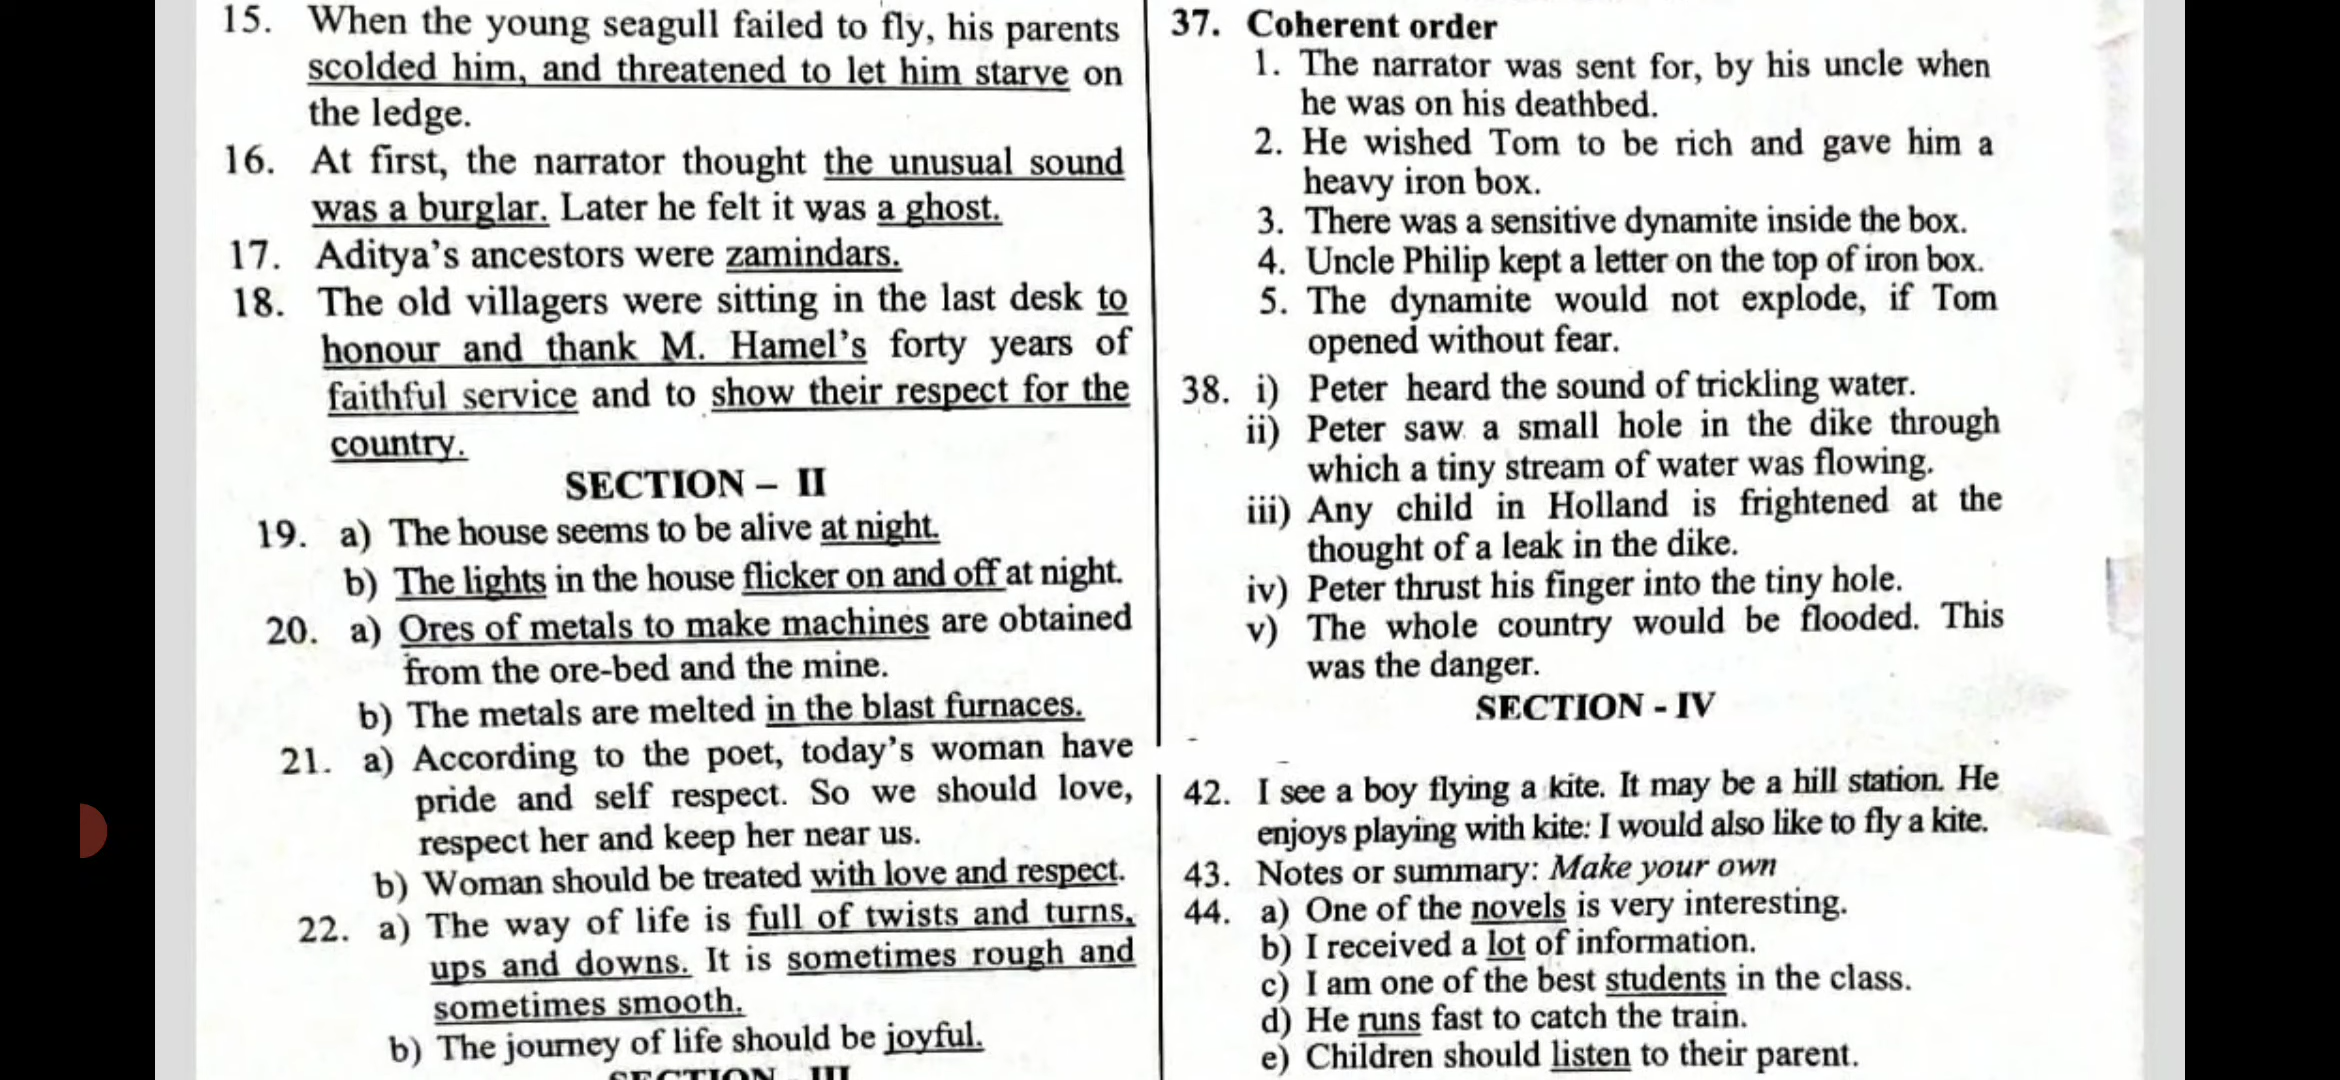 15. When the young seagull failed to fly, his parents
scolded him, and threatened to let him starve on
the ledge.
16. At first, the narrator thought the unusual sound
was a burglar. Later he felt it was a ghost.
17. Aditya's ancestors were zamindars.
18. The old villagers were sitting in the last desk to
honour and thank M. Hamel's forty years of
faithful service and to show their respect for the
country.
SECTION – II
19. a) The house seems to be alive at night.
b) The lights in the house flicker on and off at night.
20. a) Ores of metals to make machines are obtained
from the ore-bed and the mine.
b) The metals are melted in the blast furnaces.
21. a) According to the poet, today's woman have
pride and self respect. So we should love,
respect her and keep her near us.
b) Woman should be treated with love and respect.
22. a) The way of life is full of twists and turns,
ups and downs. It is sometimes rough and
sometimes smooth.
b) The journey of life should be joyful.
SECTION - III
37. Coherent order
1. The narrator was sent for, by his uncle when
he was on his deathbed.
2. He wished Tom to be rich and gave him a
heavy iron box.
3. There was a sensitive dynamite inside the box.
4. Uncle Philip kept a letter on the top of iron box.
5. The dynamite would not explode, if Tom
opened without fear.
38. i) Peter heard the sound of trickling water.
ii) Peter saw a small hole in the dike through
which a tiny stream of water was flowing.
iii) Any child in Holland is frightened at the
thought of a leak in the dike.
iv) Peter thrust his finger into the tiny hole.
v) The whole country would be flooded. This
was the danger.
SECTION - IV
42. I see a boy flying a kite. It may be a hill station. He
enjoys playing with kite: I would also like to fly a kite.
43. Notes or summary: Make your own
44. a) One of the novels is very interesting.
b) I received a lot of information.
c) I am one of the best students in the class.
d) He runs fast to catch the train.
e) Children should listen to their parent.